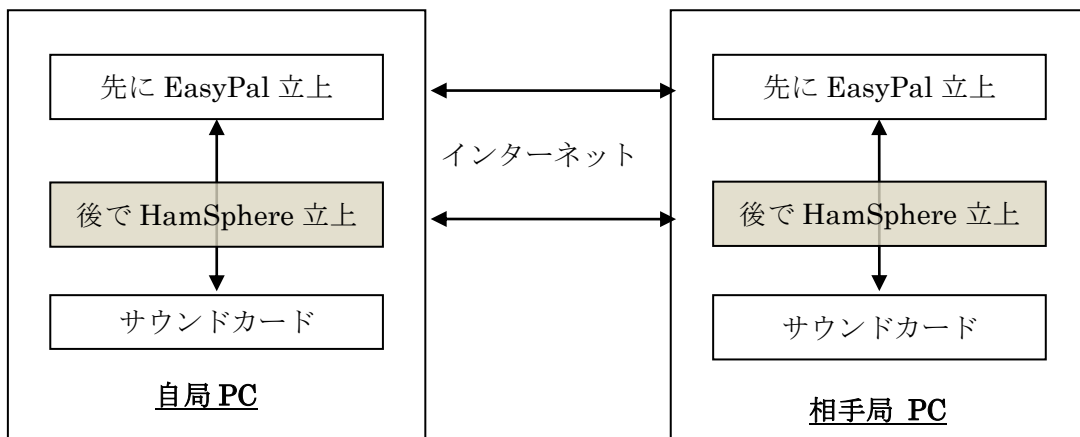 先に EasyPal 立上
後で HamSphere 立上
サウンドカード
自局 PC
インターネット
先に EasyPal 立上
後で HamSphere 立上
サウンドカード
相手局 PC